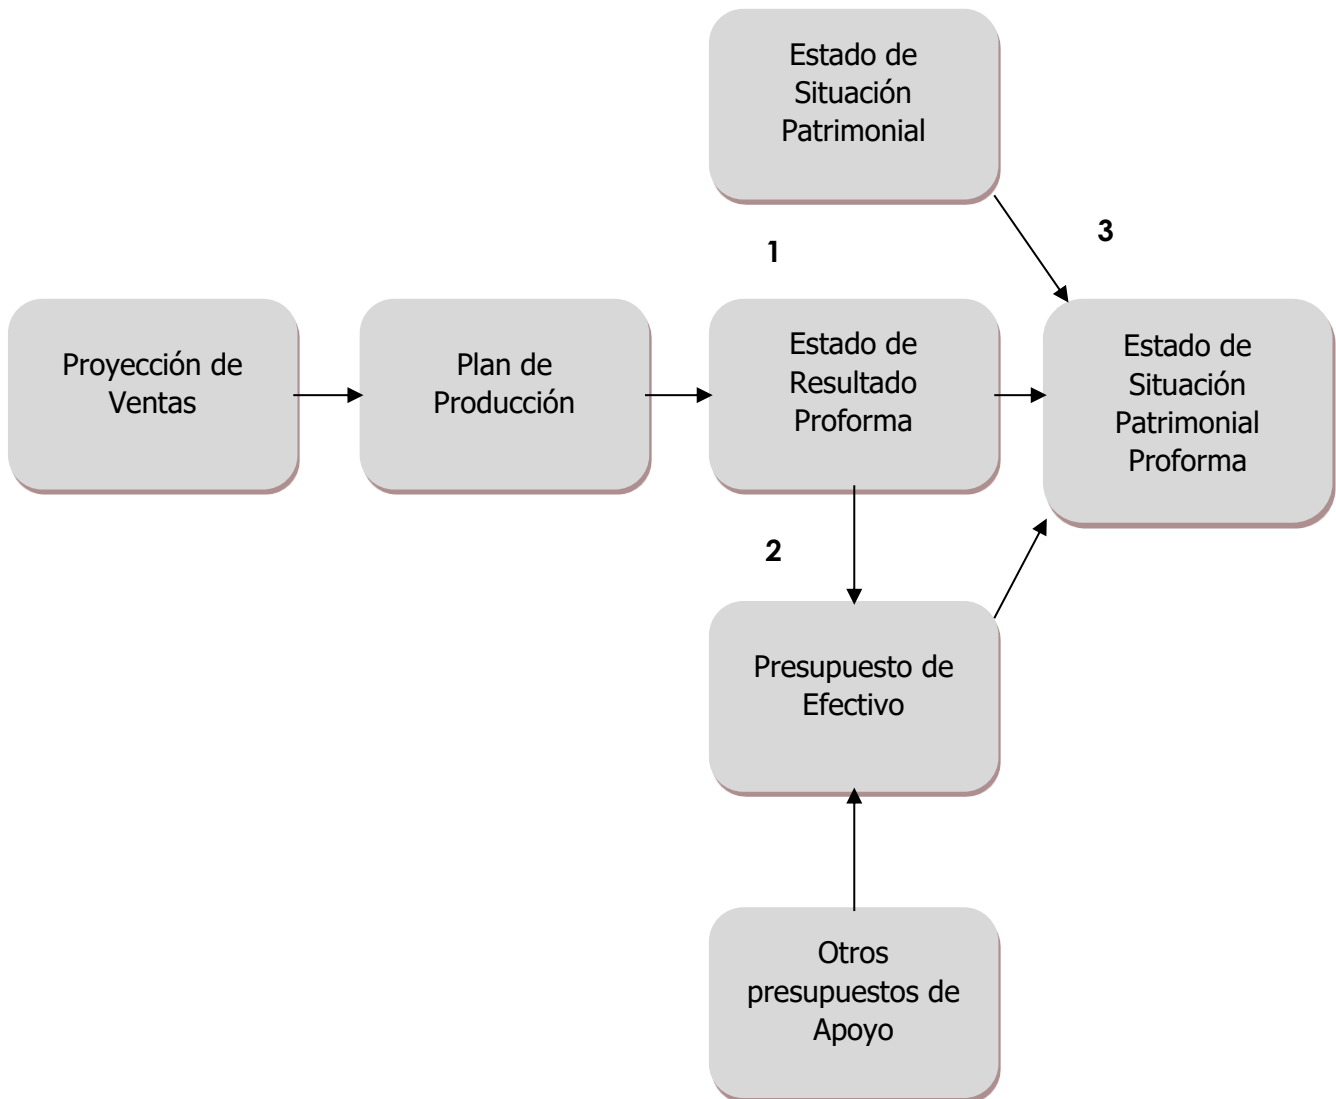 Estado de
Situación
Patrimonial
1
3
Proyección de
Ventas
Plan de
Producción
Estado de
Resultado
Proforma
Estado de
Situación
Patrimonial
Proforma
2
Presupuesto de
Efectivo
Otros
presupuestos de
Apoyo